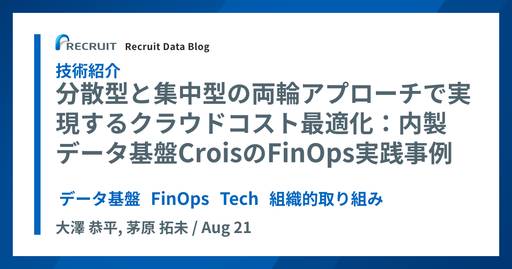 RECRUIT Recruit Data Blog
技術紹介
分散型と集中型の両輪アプローチで実
現するクラウドコスト最適化：内製
データ基盤CroisのFinOps実践事例
データ基盤 FinOps Tech 組織的取り組み
大澤 恭平, 茅原 拓未 / Aug 21